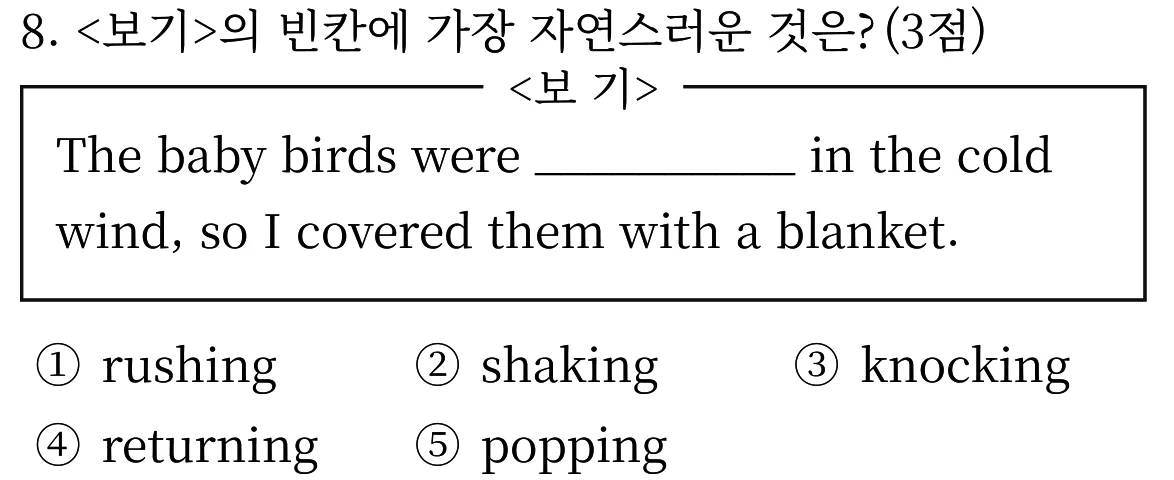 8. <보기>의 빈칸에 가장 자연스러운 것은? (3점)
<보 기>
The baby birds were __________ in the cold
wind, so I covered them with a blanket.
① rushing ② shaking ③ knocking
④ returning ⑤ popping